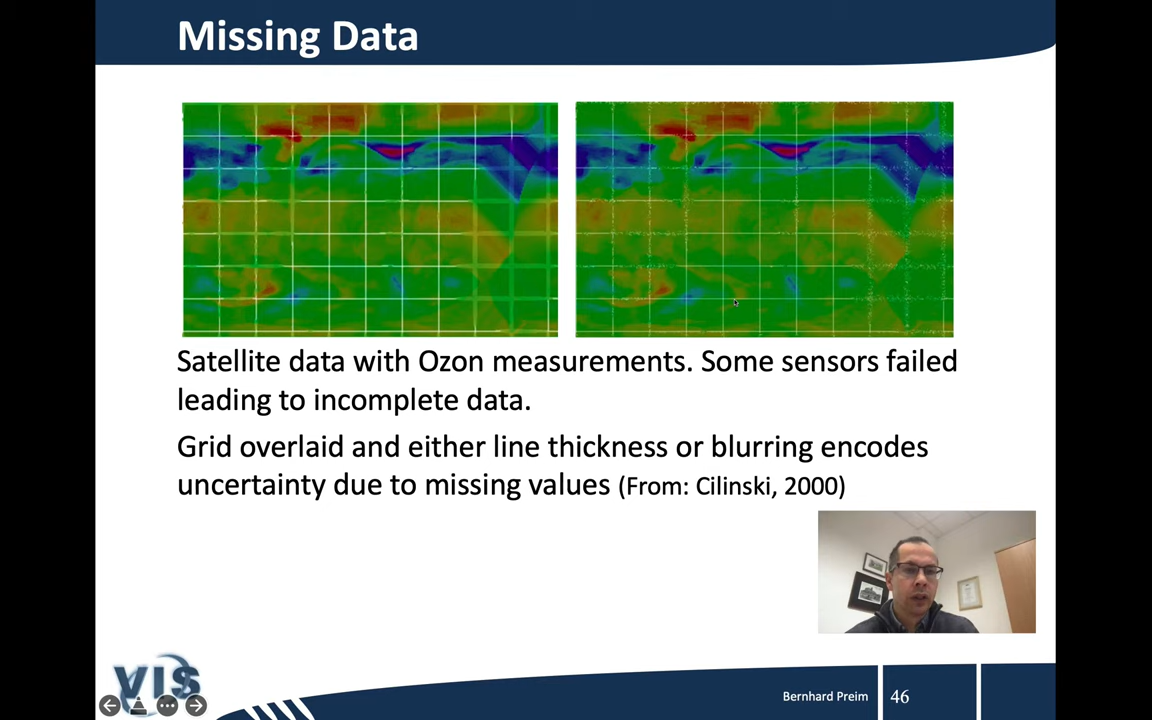 Missing Data
Satellite data with Ozon measurements. Some sensors failed
leading to incomplete data.
Grid overlaid and either line thickness or blurring encodes
uncertainty due to missing values (From: Cilinski, 2000)
VIS
Bernhard Preim
46